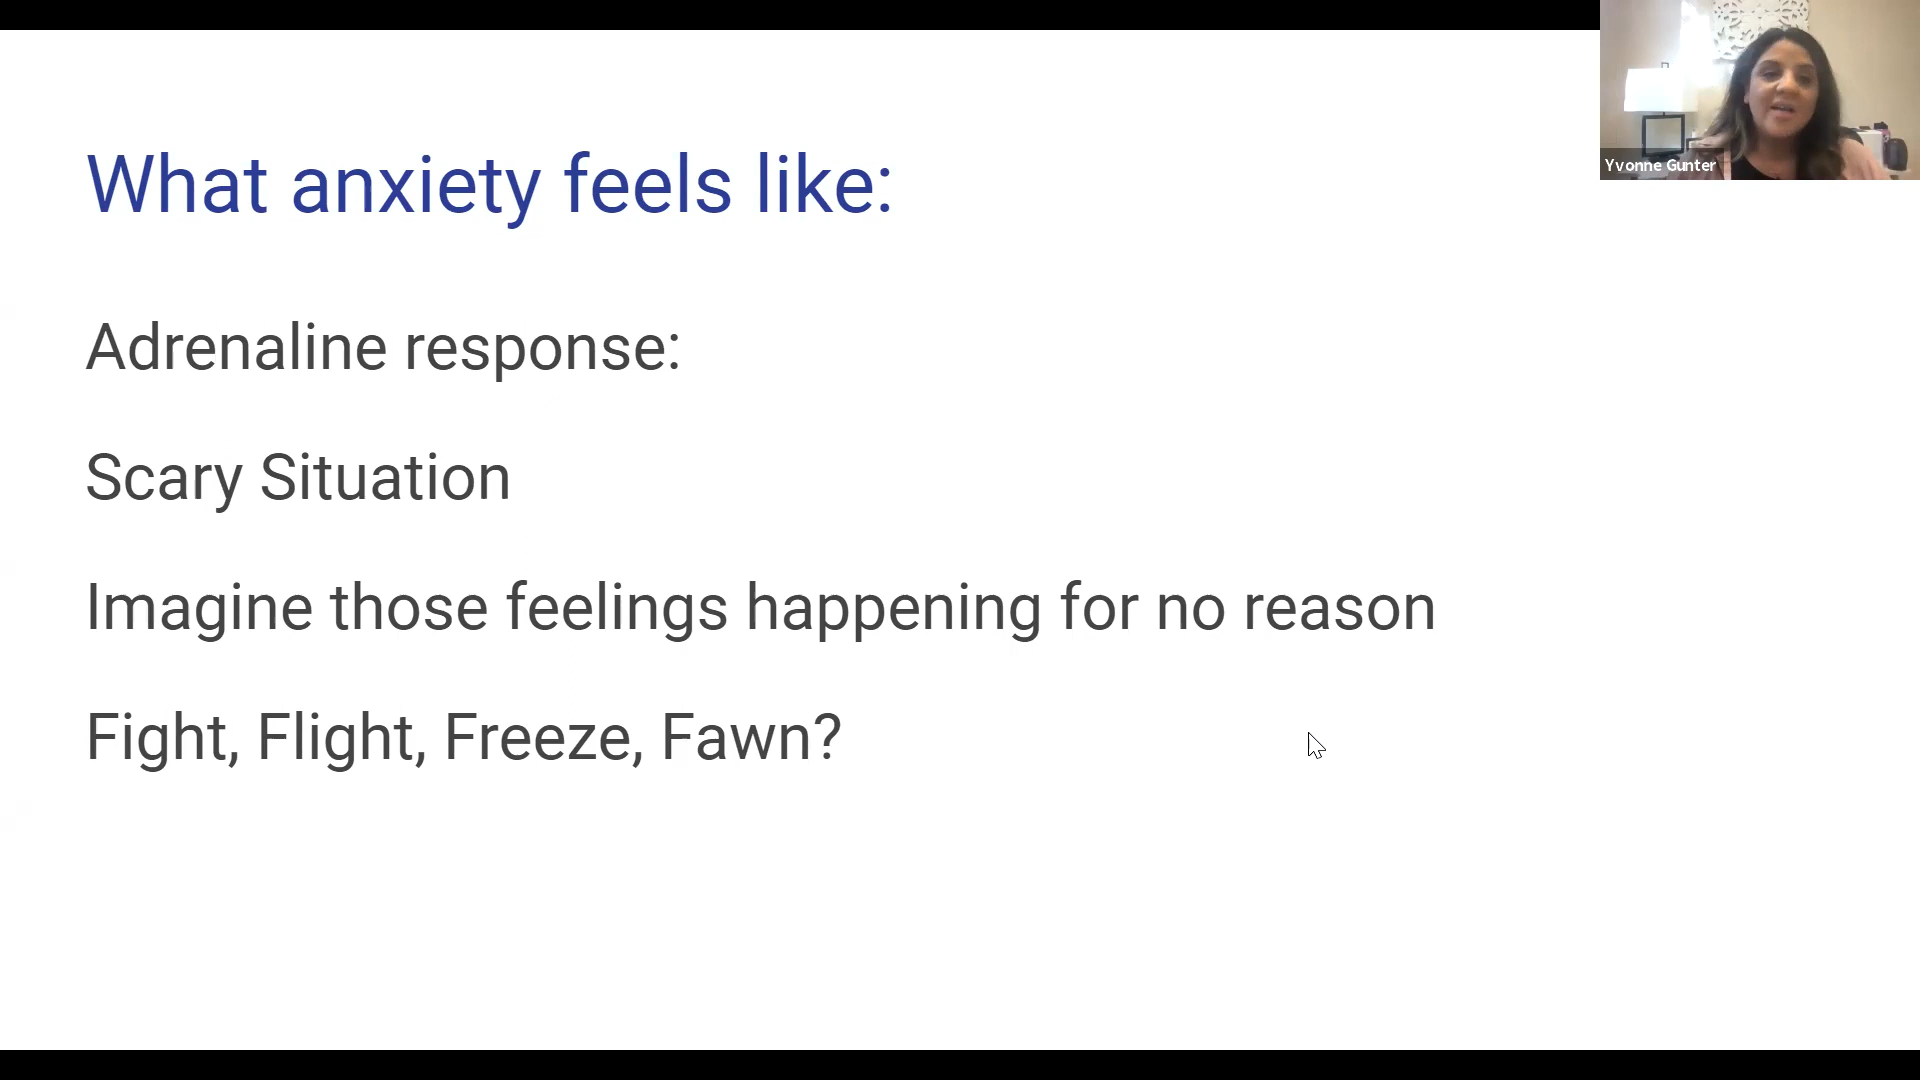 What anxiety feels like:
Adrenaline response:
Scary Situation
Imagine those feelings happening for no reason
Fight, Flight, Freeze, Fawn?
Yvonne Gunter